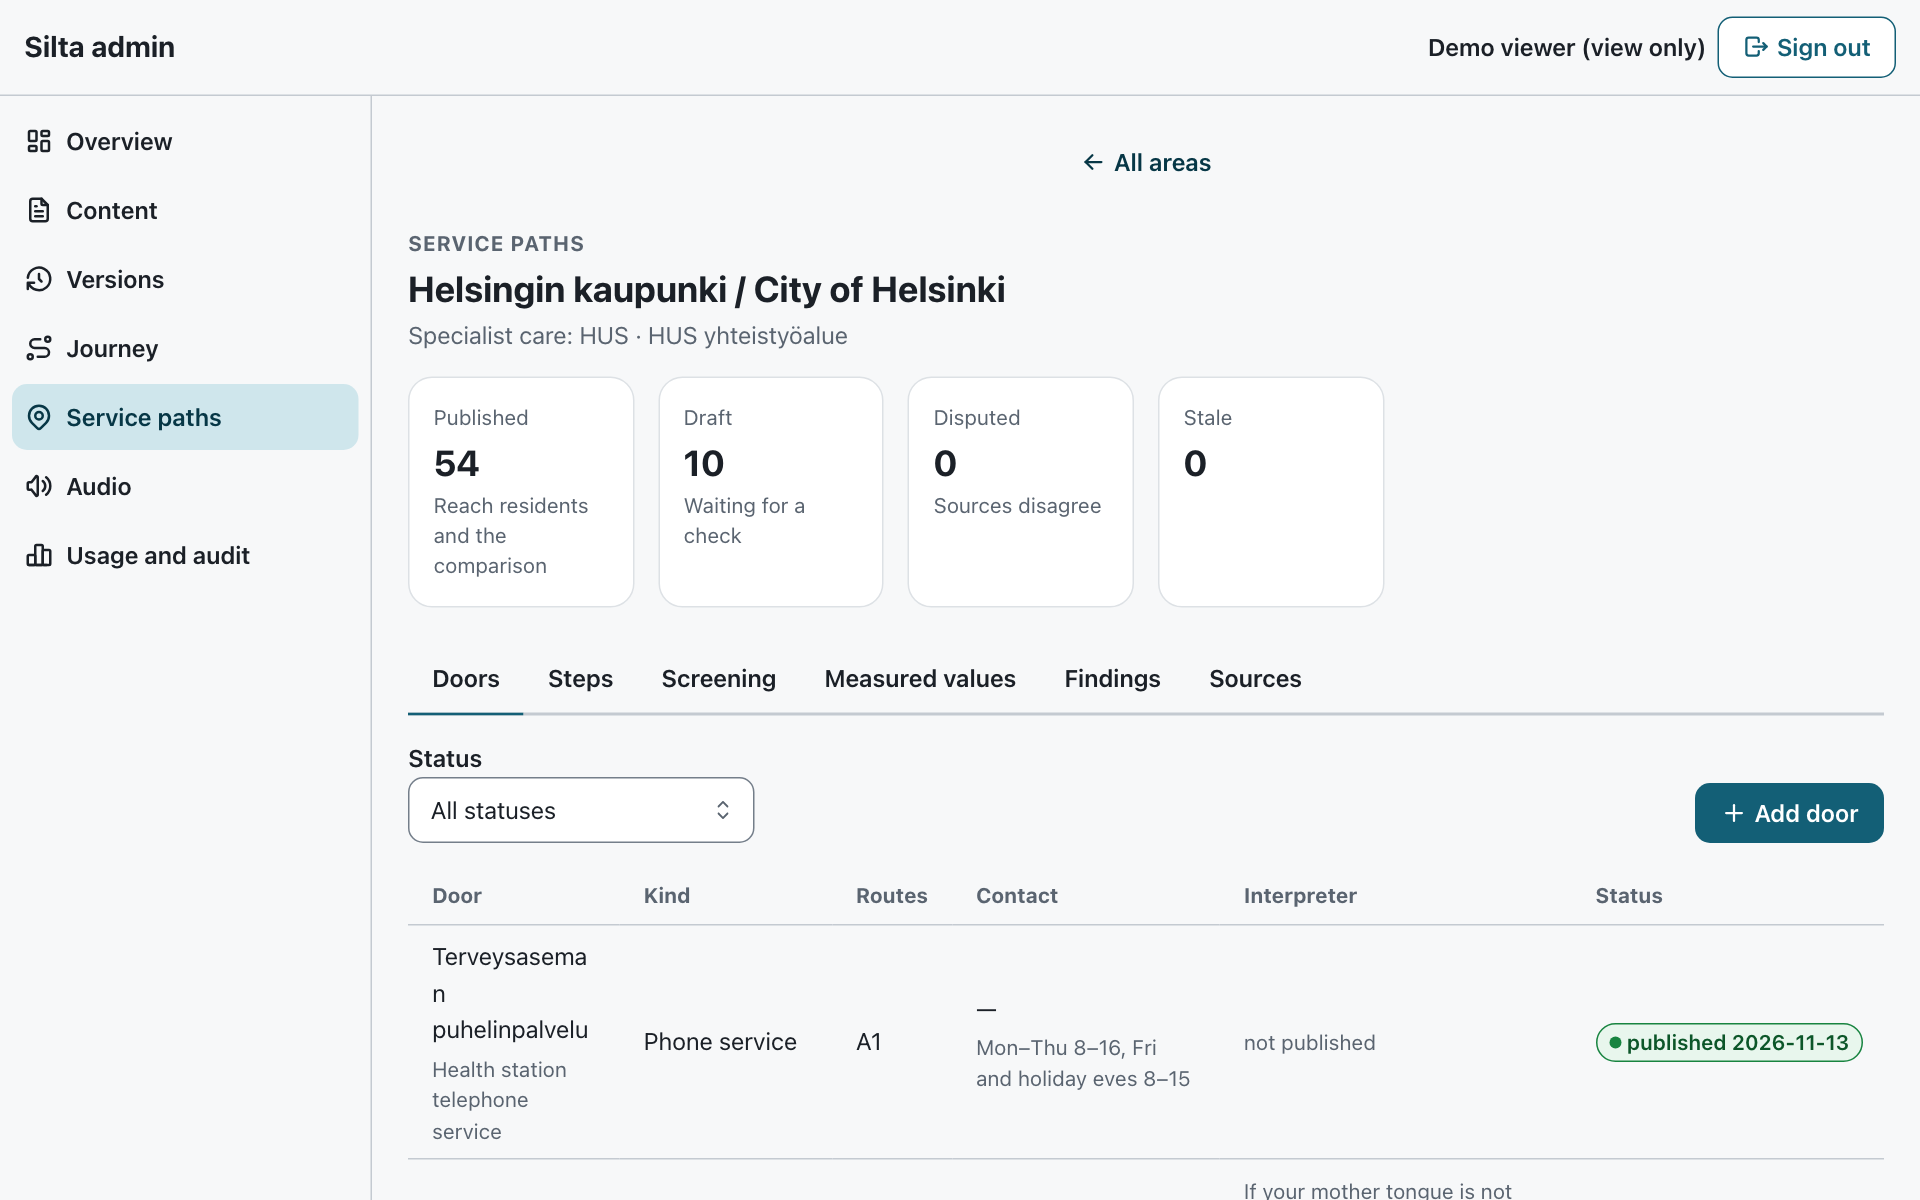 Silta admin
Demo viewer (view only)
Sign out
Overview
Content
Versions
Journey
Service paths
Audio
Usage and audit
All areas
SERVICE PATHS
Helsingin kaupunki / City of Helsinki
Specialist care: HUS · HUS yhteistyöalue
Published
54
Reach residents
and the
comparison
Draft
10
Waiting for a
check
Disputed
0
Sources disagree
Stale
0
Doors
Steps
Screening
Measured values
Findings
Sources
Status
All statuses
Add door
Door
Kind
Routes
Contact
Interpreter
Status
Terveysasema
n
puhelinpalvelu
Health station
telephone
service
Phone service
A1
—
Mon–Thu 8–16, Fri
and holiday eves 8–15
not published
published 2026-11-13
If your mother tongue is not